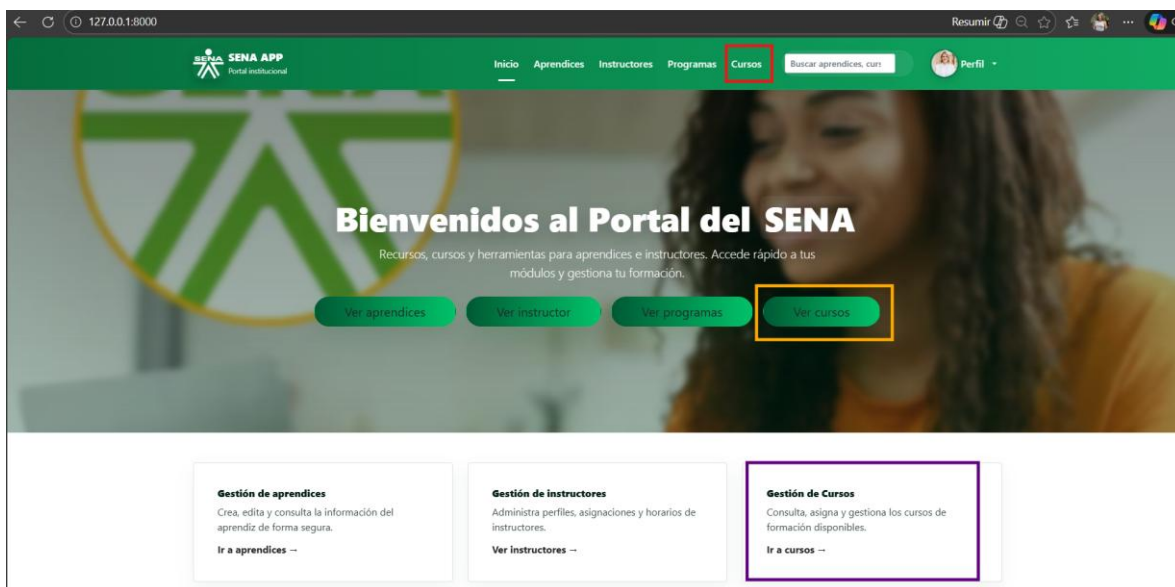 127.0.0.1:8000
Resumir
SENA
SENA APP
Portal institucional
Inicio Aprendices Instructores Programas Cursos
Buscar aprendices, curs
Perfil
SENA
Bienvenidos al Portal del SENA
Recursos, cursos y herramientas para aprendices e instructores. Accede rápido a tus
módulos y gestiona tu formación.
Ver aprendices Ver instructor Ver programas Ver cursos
Gestión de aprendices
Crea, edita y consulta la información del
aprendiz de forma segura.
Ir a aprendices →
Gestión de instructores
Administra perfiles, asignaciones y horarios de
instructores.
Ver instructores →
Gestión de Cursos
Consulta, asigna y gestiona los cursos de
formación disponibles.
Ir a cursos →